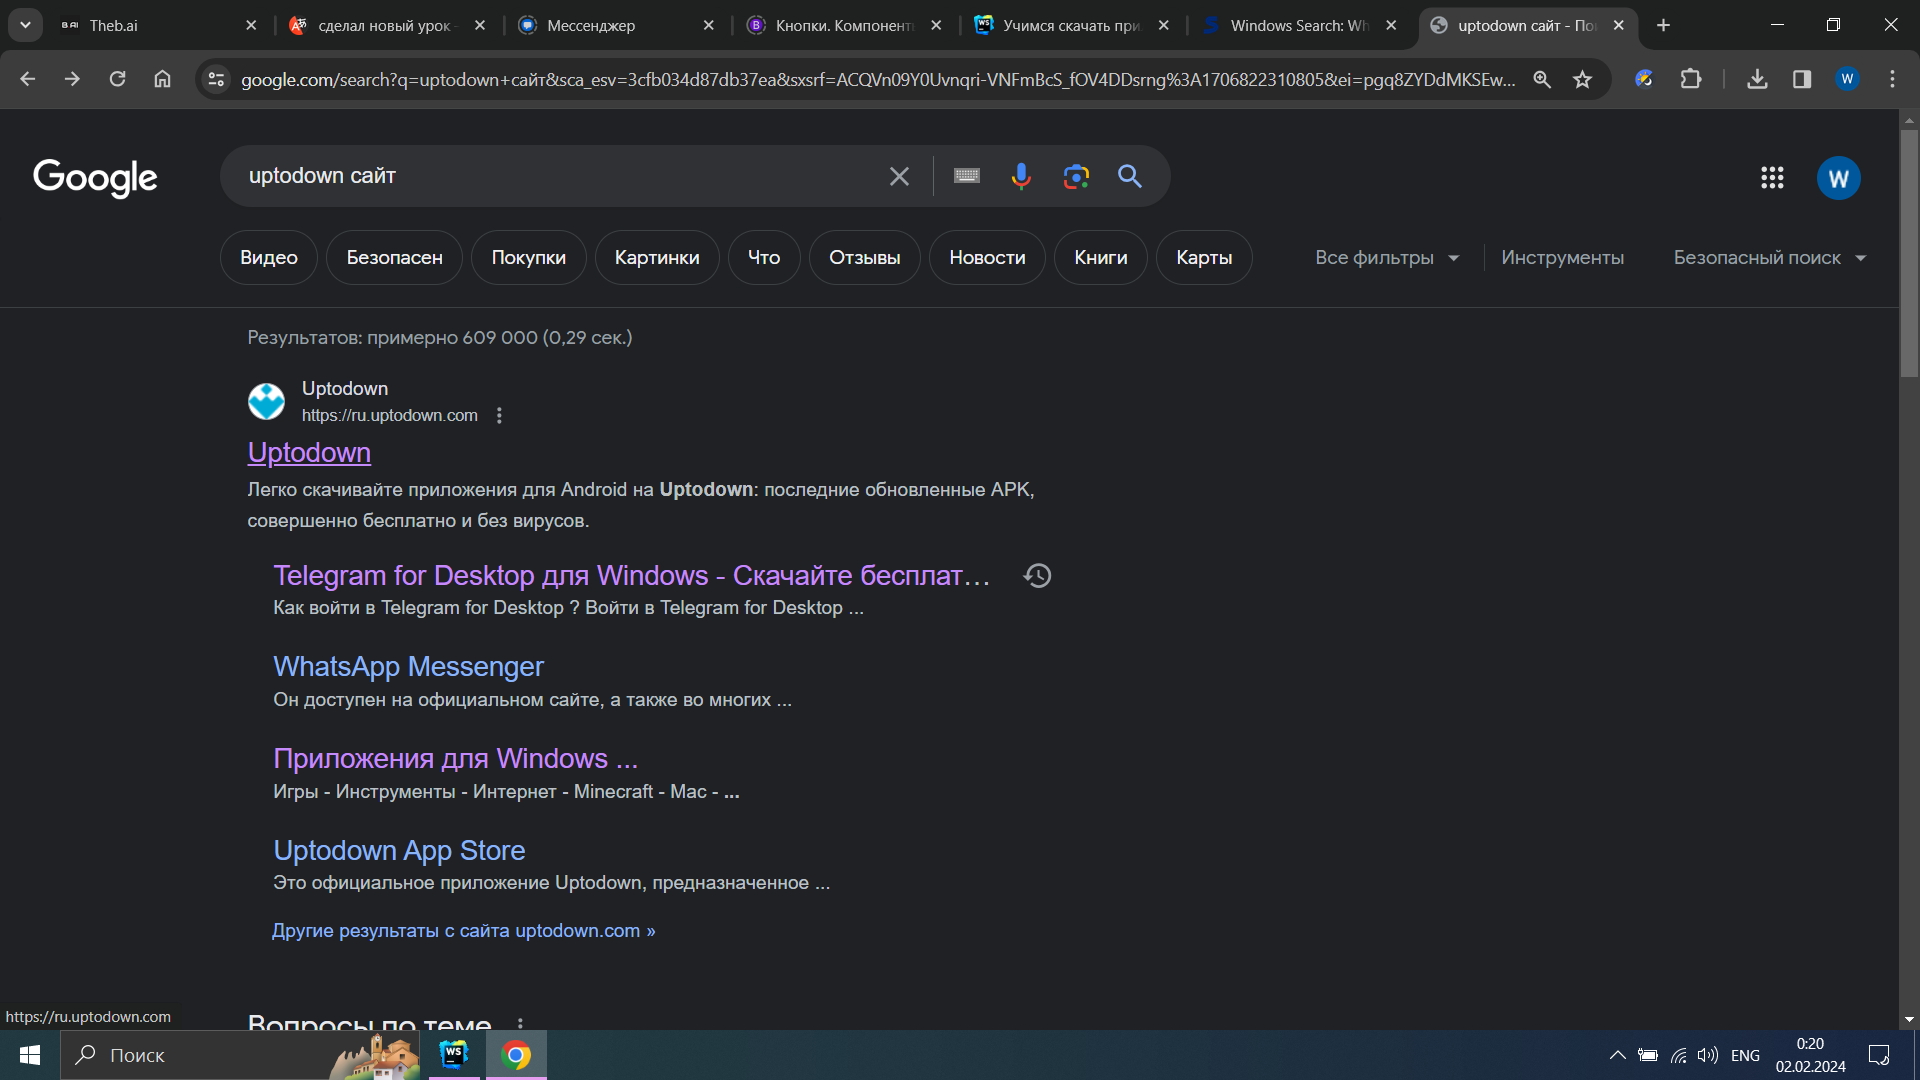 B AI Theb.ai
сделал новый урок -
Мессенджер
B Кнопки. Компонент
WS Учимся скачать при
Windows Search: Wh
uptodown сайт - По
google.com/search?q=uptodown+сайт&sca_esv=3cfb034d87db37ea&sxsrf=ACQVn09Y0Uvnqri-VNFmBcS_fOV4DDsrng%3A1706822310805&ei=pgq8ZYDdMKSEw...
W
Google
uptodown сайт
W
Видео
Безопасен
Покупки
Картинки
Что
Отзывы
Новости
Книги
Карты
Все фильтры
Инструменты
Безопасный поиск
Результатов: примерно 609 000 (0,29 сек.)
Uptodown
https://ru.uptodown.com
Uptodown
Легко скачивайте приложения для Android на Uptodown: последние обновленные APK,
совершенно бесплатно и без вирусов.
Telegram for Desktop для Windows - Скачайте бесплат...
Как войти в Telegram for Desktop ? Войти в Telegram for Desktop ...
WhatsApp Messenger
Он доступен на официальном сайте, а также во многих ...
Приложения для Windows ...
Игры - Инструменты - Интернет - Minecraft - Mac - ...
Uptodown App Store
Это официальное приложение Uptodown, предназначенное ...
Другие результаты с сайта uptodown.com »
Вопросы по теме
https://ru.uptodown.com
Поиск
WS
ENG
0:20
02.02.2024